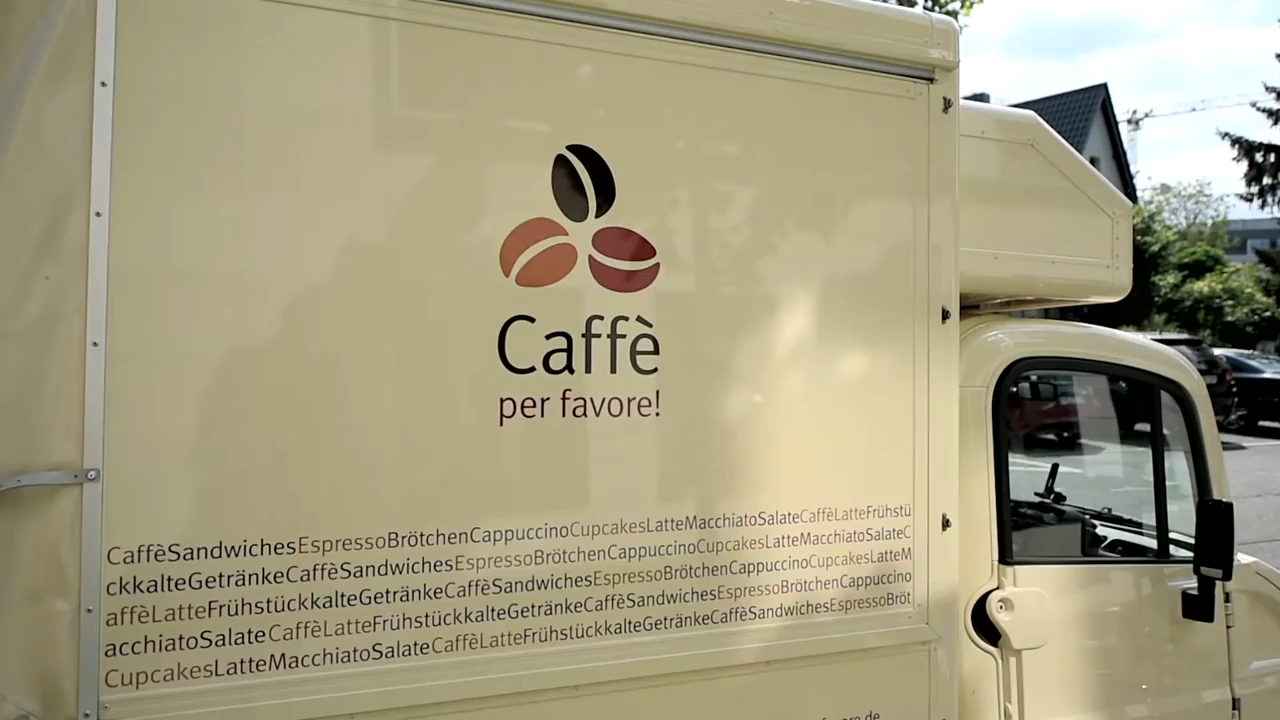 Caffè
per favore!
CaffèSandwichesEspressoBrötchenCappuccinoCupcakesLatteMacchiatoSalateCaffèLatteFrühstü
ckkalteGetränkeCaffèSandwichesEspressoBrötchenCappuccinoCupcakesLatteMacchiatoSalateC
affèLatteFrühstückkalteGetränkeCaffèSandwichesEspressoBrötchenCappuccinoCupcakesLatteM
acchiatoSalateCaffèLatteFrühstückkalteGetränkeCaffèSandwichesEspressoBrötchenCappuccino
CupcakesLatteMacchiatoSalateCaffèLatteFrühstückkalteGetränkeCaffèSandwichesEspressoBröt